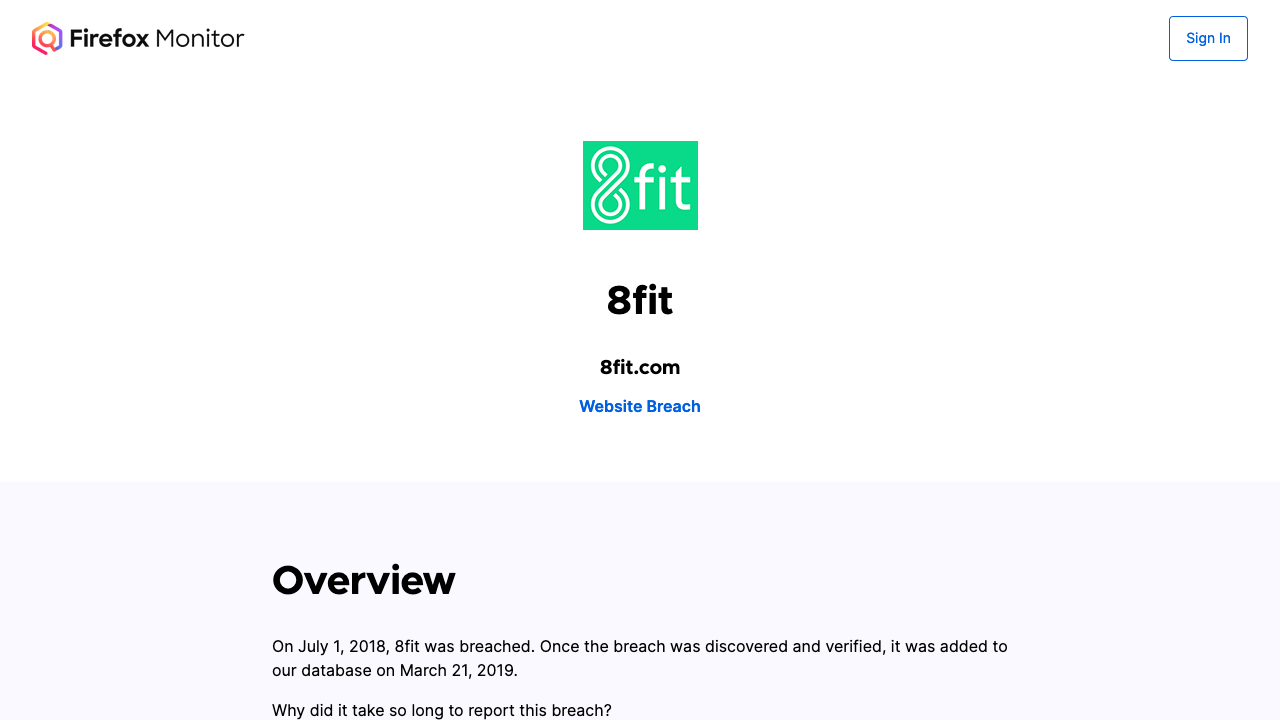 Firefox Monitor
Sign In
8fit
8fit
8fit.com
Website Breach
Overview
On July 1, 2018, 8fit was breached. Once the breach was discovered and verified, it was added to
our database on March 21, 2019.
Why did it take so long to report this breach?